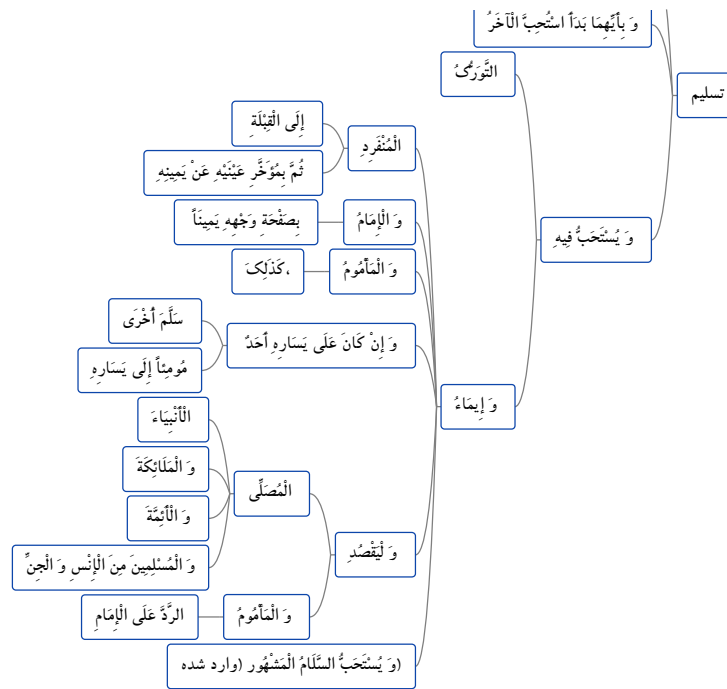 وَ بِأَيِّهِمَا بَدَأَ اسْتُحِبَّ الْآخَرُ
تسلیم
التَّوَرُّکُ
إِلَى الْقِبْلَةِ
الْمُنْفَرِدِ
ثُمَّ بِمُؤَخَّرِ عَيْنَيْهِ عَنْ يَمِينِهِ
وَ الْإِمَامُ
بِصَفْحَةِ وَجْهِهِ يَمِينَاً
وَ يُسْتَحَبُّ فِيهِ
وَ الْمَأْمُومُ
،کَذَلِکَ
سَلَّمَ أُخْرَى
وَ إِنْ کَانَ عَلَى يَسَارِهِ أَحَدٌ
مُومِئاً إِلَى يَسَارِهِ
وَ إِيمَاءُ
الْأَنْبِيَاءَ
وَ الْمَلَائِکَةَ
الْمُصَلِّی
وَ الْأَئِمَّةَ
وَ لْيَقْصُدِ
وَ الْمُسْلِمِينَ مِنَ الْإِنْسِ وَ الْجِنِّ
وَ الْمَأْمُومُ
الرَّدَّ عَلَى الْإِمَامِ
(وَ يُسْتَحَبُّ السَّلَامُ الْمَشْهُور (وارد شده